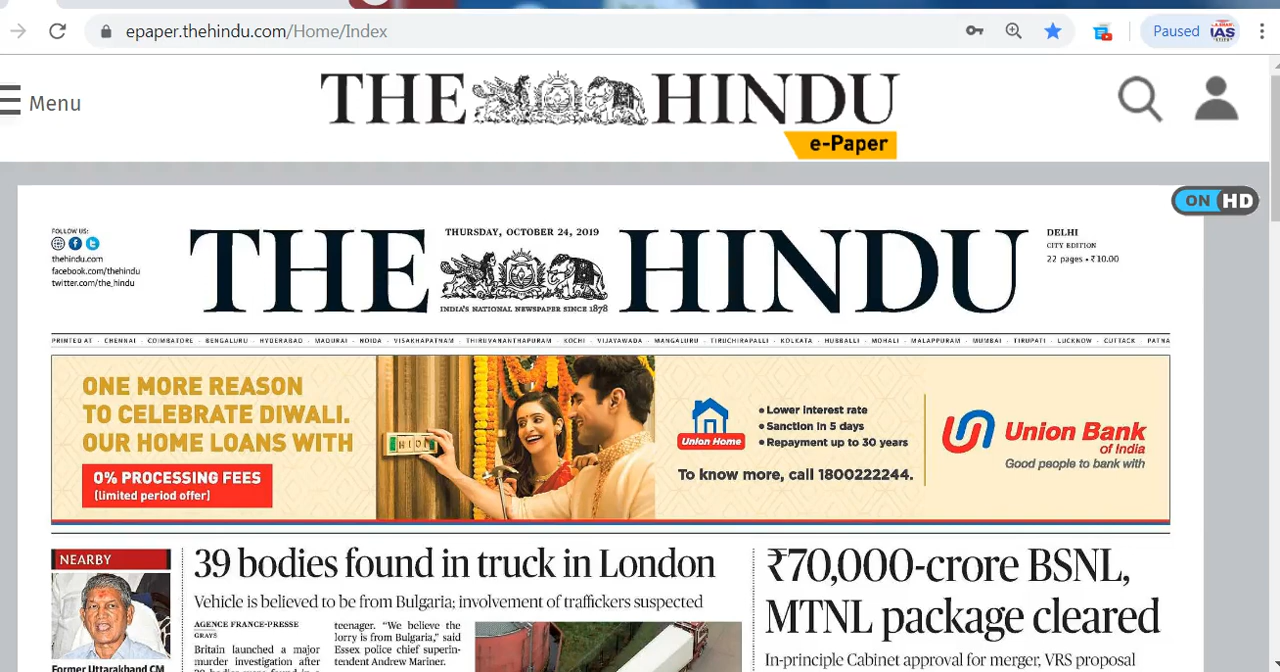 epaper.thehindu.com/Home/Index
Paused
IAS
Menu
THE HINDU
e-Paper
ON HD
FOLLOW US:
thehindu.com
facebook.com/thehindu
twitter.com/the_hindu
THURSDAY, OCTOBER 24, 2019
THE HINDU
INDIA'S NATIONAL NEWSPAPER SINCE 1878
DELHI
CITY EDITION
22 pages • ₹10.00
PRINTED AT · CHENNAI · COIMBATORE · BENGALURU · HYDERABAD · MADURAI · NOIDA · VISAKHAPATNAM · THIRUVANANTHAPURAM · KOCHI · VIJAYAWADA · MANGALURU · TIRUCHIRAPALLI · KOLKATA · HUBBALLI · MOHALI · MALAPPURAM · MUMBAI · TIRUPATI · LUCKNOW · CUTTACK · PATNA
ONE MORE REASON
TO CELEBRATE DIWALI.
OUR HOME LOANS WITH
0% PROCESSING FEES
(limited period offer)
Union Home
• Lower interest rate
• Sanction in 5 days
• Repayment up to 30 years
To know more, call 1800222244.
Union Bank
of India
Good people to bank with
NEARBY
Former Uttarakhand CM
39 bodies found in truck in London
Vehicle is believed to be from Bulgaria; involvement of traffickers suspected
AGENCE FRANCE-PRESSE
GRAYS
Britain launched a major
murder investigation after
teenager. "We believe the
lorry is from Bulgaria," said
Essex police chief superin-
tendent Andrew Mariner.
₹70,000-crore BSNL,
MTNL package cleared
In-principle Cabinet approval for merger, VRS proposal